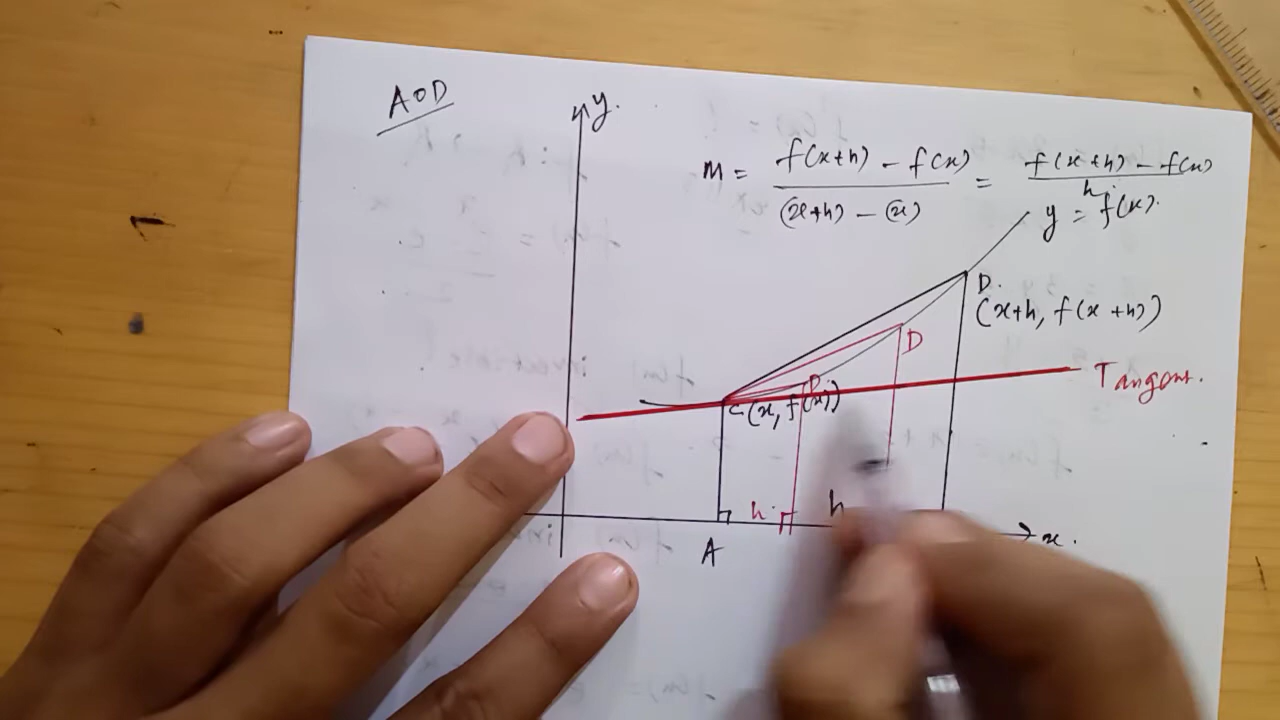 AOD
y.
m = f(x+h) - f(x) / (x+h) - (x) = f(x+h) - f(x) / h.
y = f(x).
D.
(x+h, f(x+h))
D
Tangent.
D
C(x, f(x))
h. h
x.
A